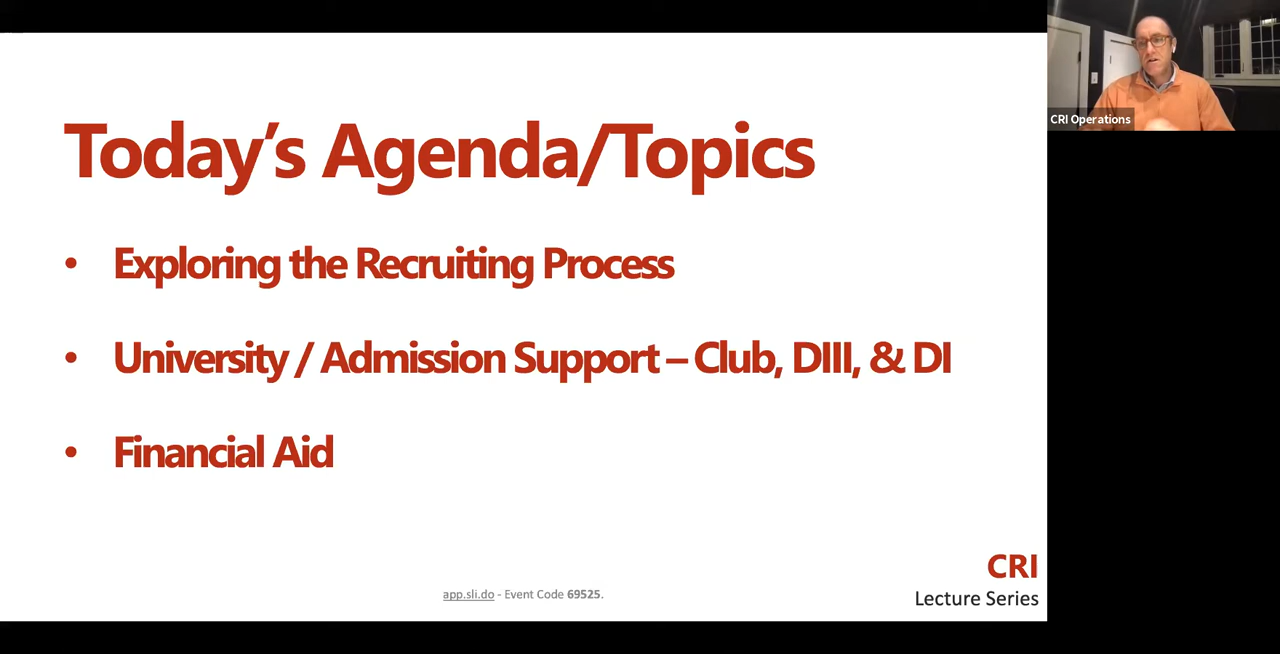 Today's Agenda/Topics
• Exploring the Recruiting Process
• University / Admission Support – Club, DIII, & DI
• Financial Aid
app.sli.do - Event Code 69525.
CRI
Lecture Series
CRI Operations